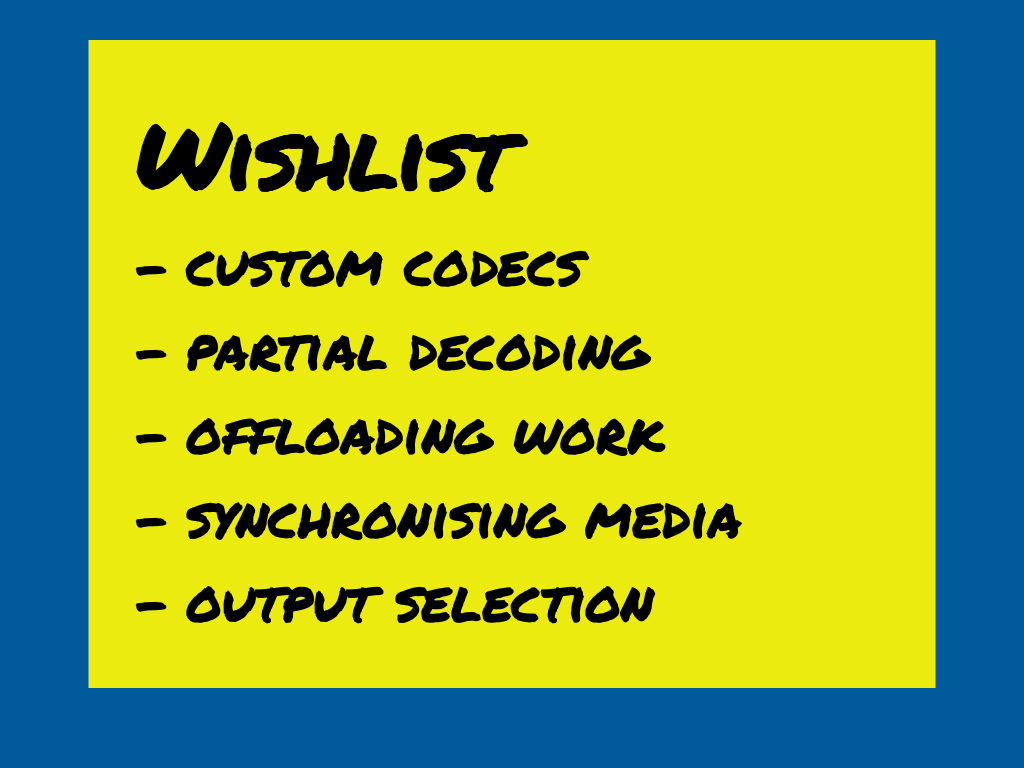 Wishlist
- custom codecs
- partial decoding
- offloading work
- synchronising media
- output selection